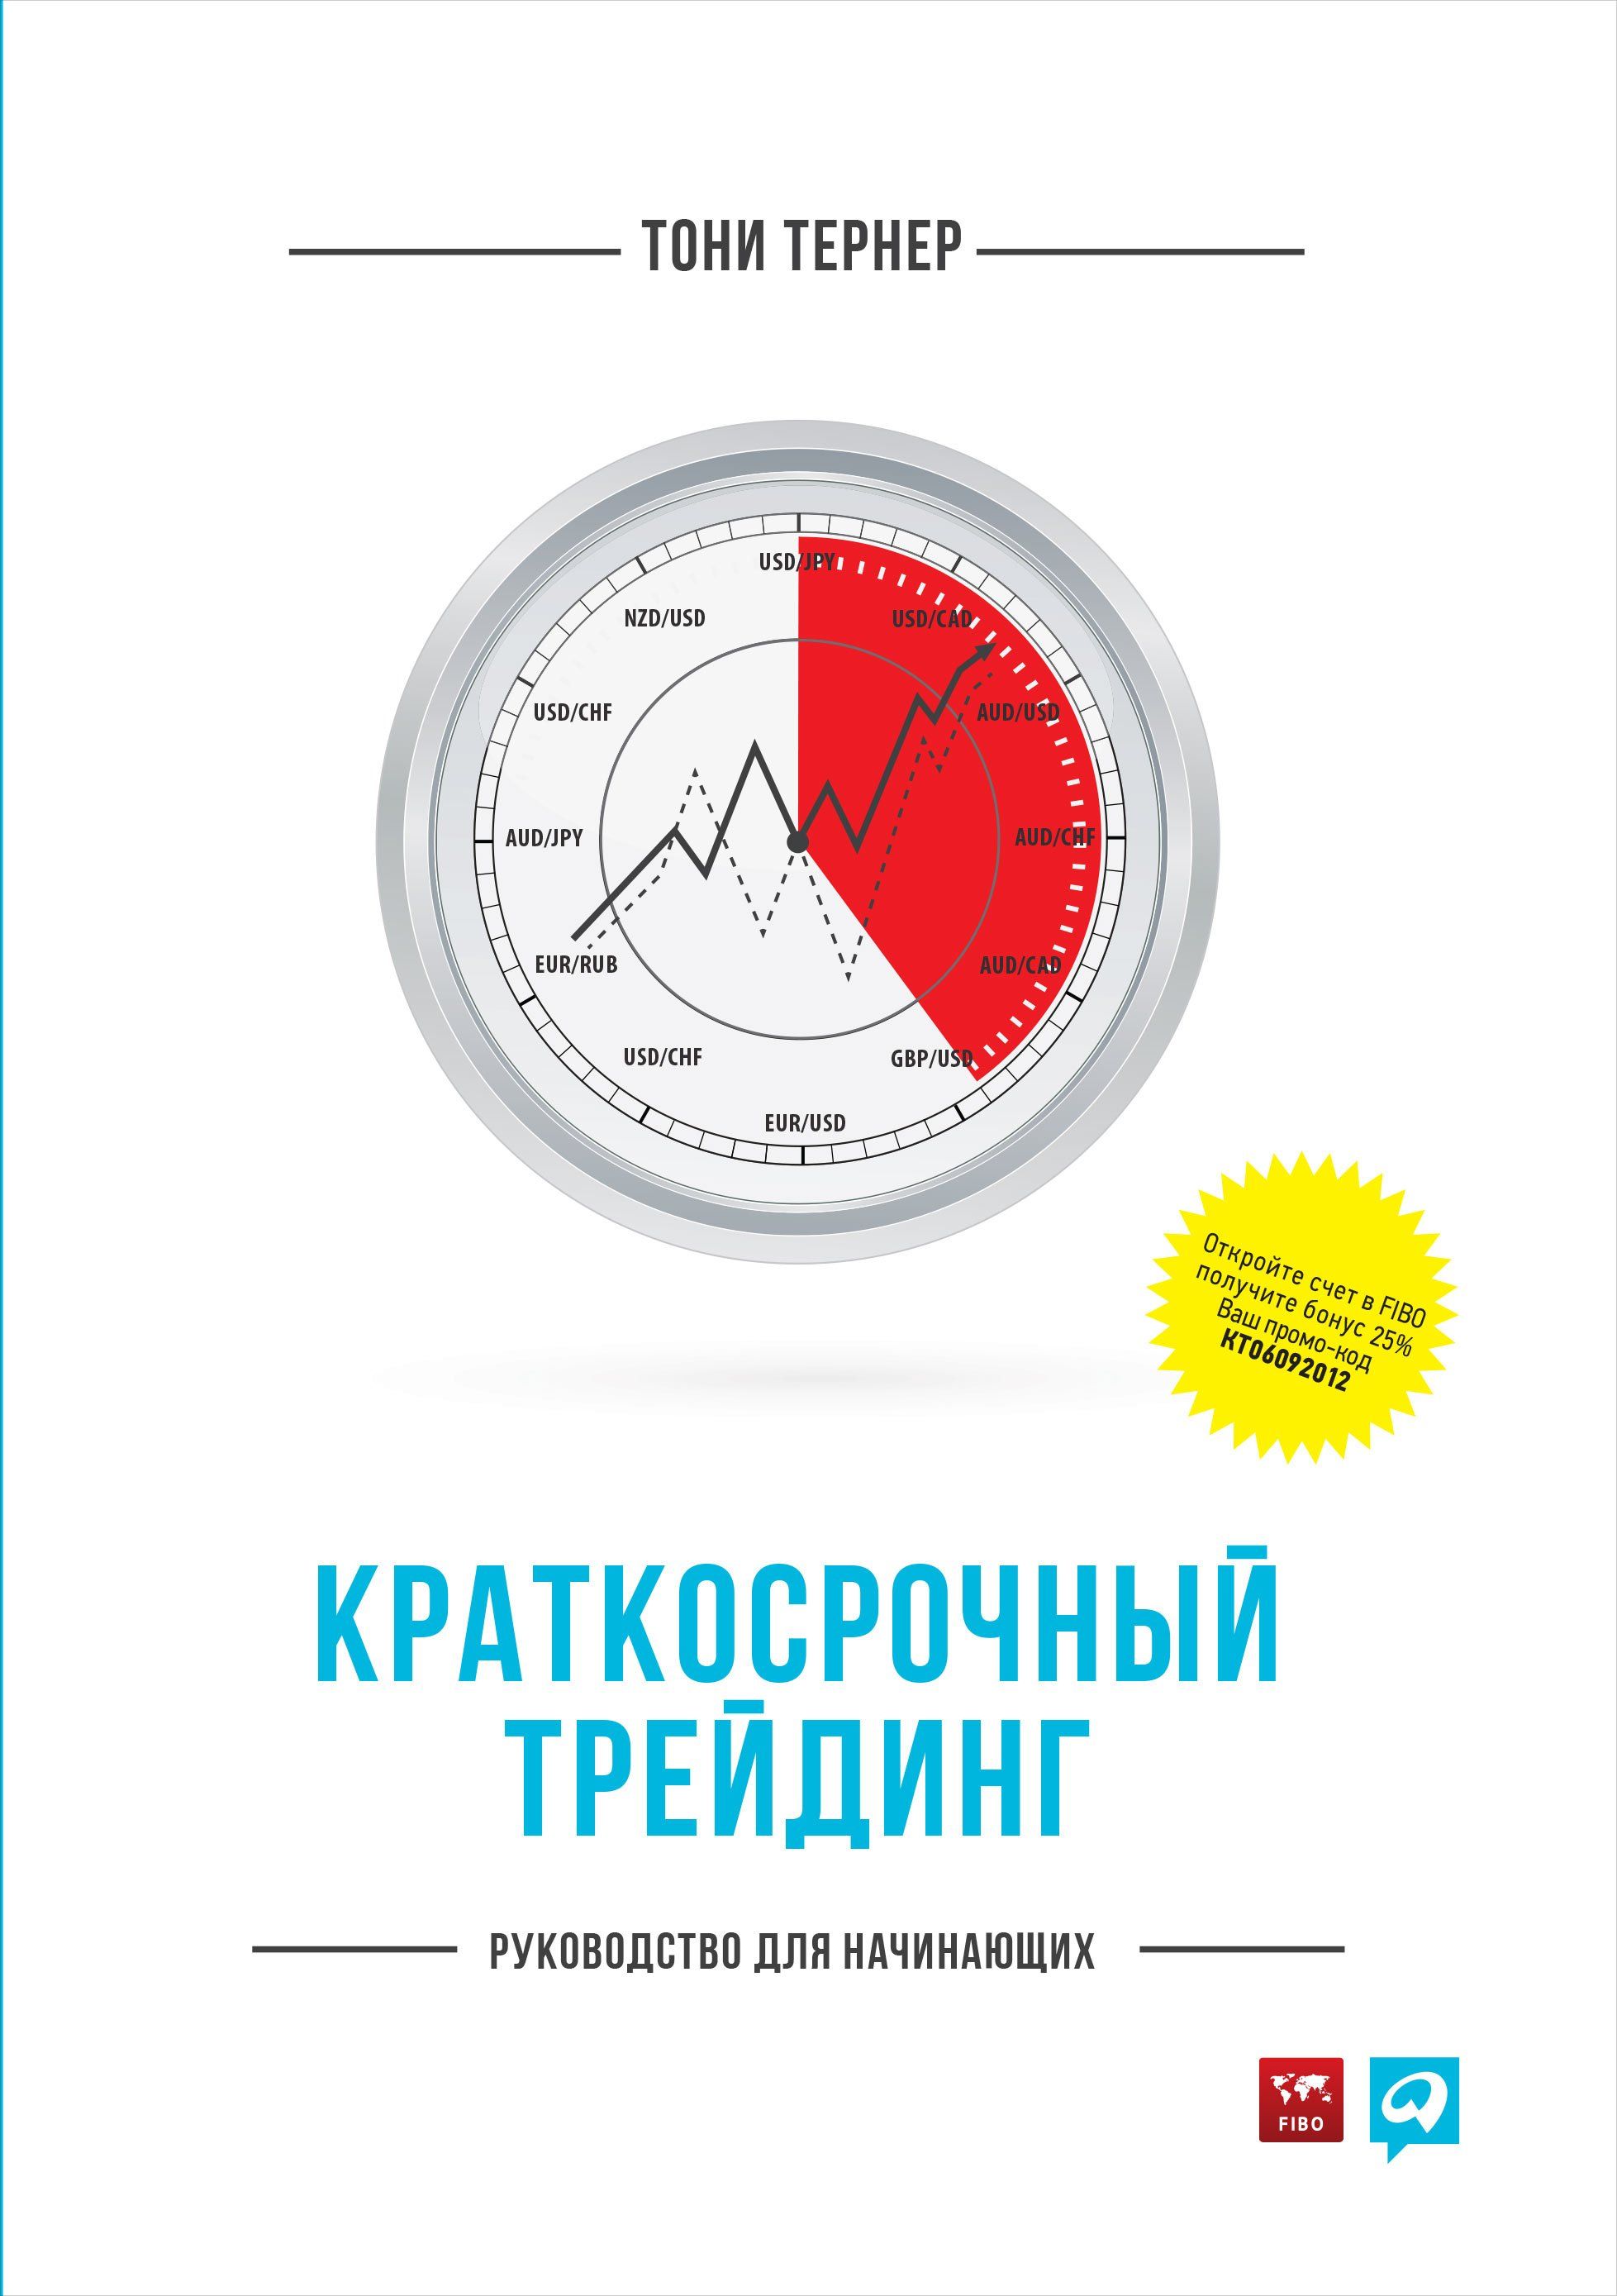 ТОНИ ТЕРНЕР
USD/JPY
NZD/USD
USD/CAD
USD/CHF
AUD/USD
AUD/JPY
AUD/CHF
EUR/RUB
AUD/CAD
USD/CHF
GBP/USD
EUR/USD
Откройте счет в FIBO
получите бонус 25%
Ваш промо-код
КТ06092012
КРАТКОСРОЧНЫЙ
ТРЕЙДИНГ
РУКОВОДСТВО ДЛЯ НАЧИНАЮЩИХ
FIBO